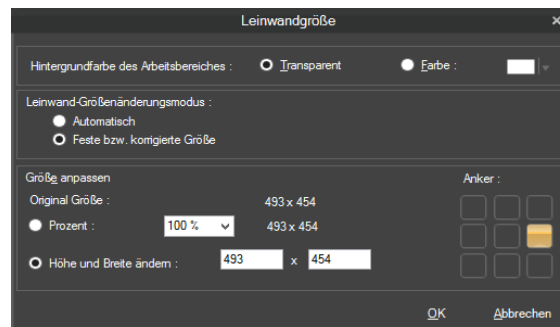 Leinwandgröße
Hintergrundfarbe des Arbeitsbereiches :
Transparent
Farbe :
Leinwand-Größenänderungsmodus :
Automatisch
Feste bzw. korrigierte Größe
Größe anpassen
Anker :
Original Größe :
493 x 454
Prozent :
100 %
493 x 454
Höhe und Breite ändern :
493 x 454
OK
Abbrechen